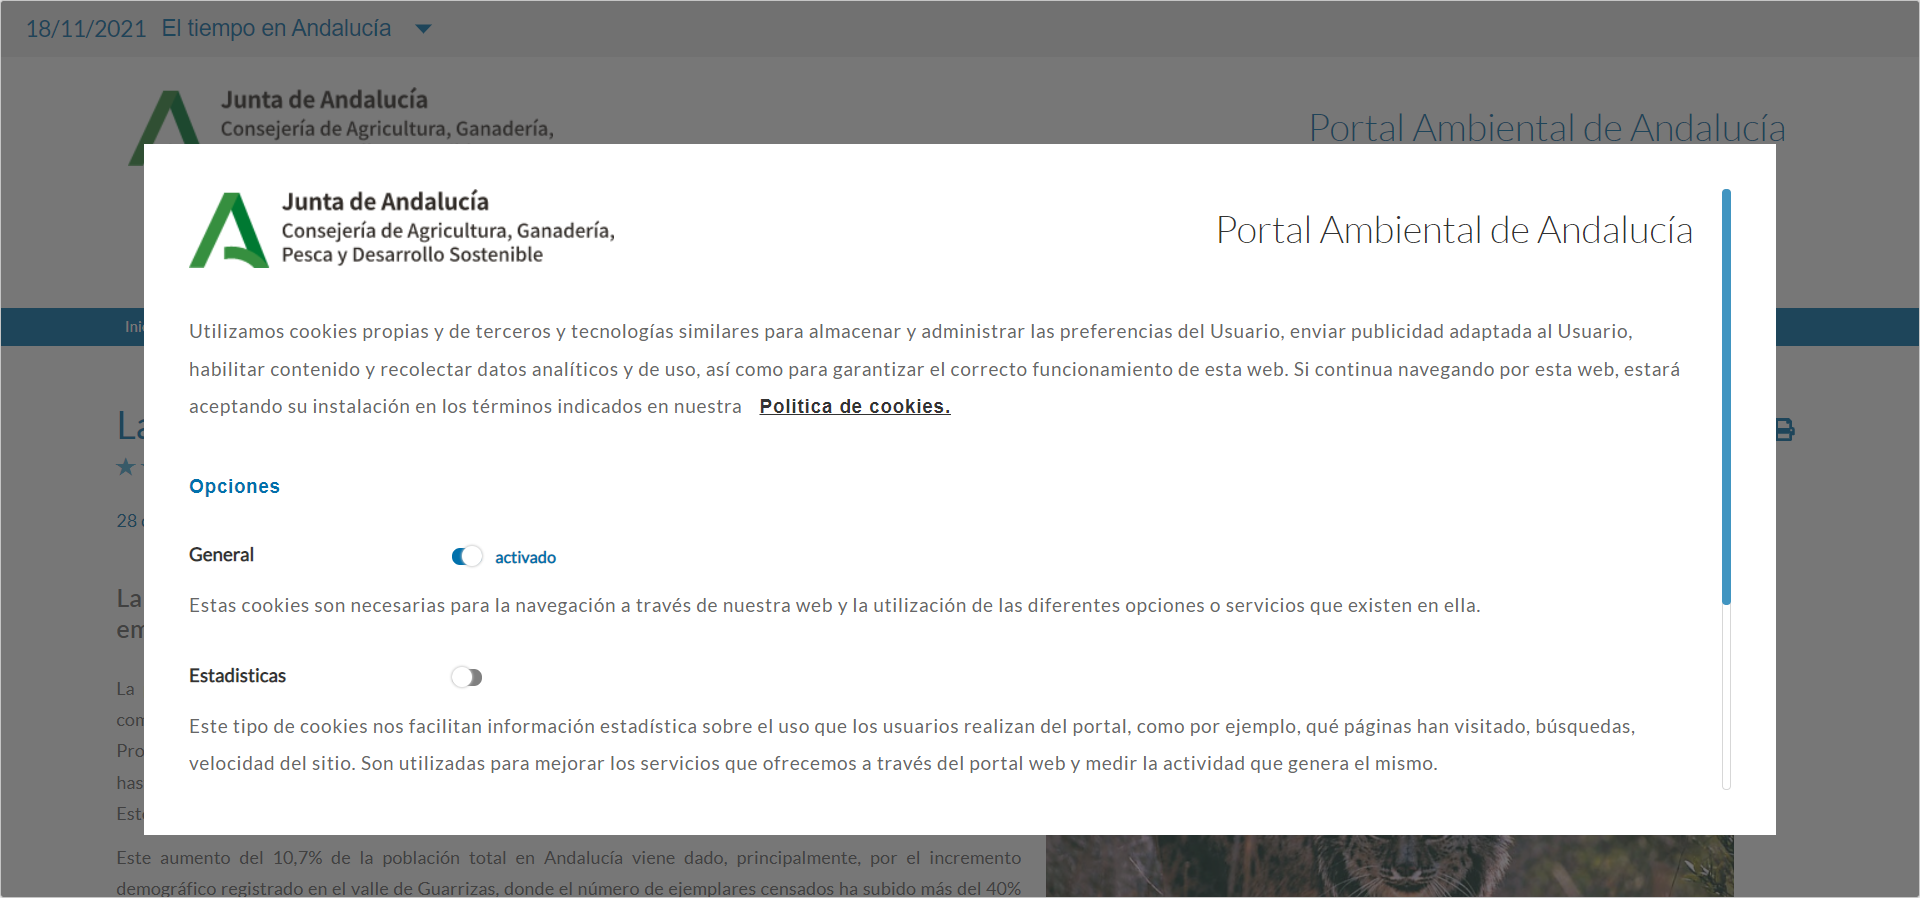 18/11/2021 El tiempo en Andalucía
Junta de Andalucía
Consejería de Agricultura, Ganadería,
Portal Ambiental de Andalucía
Junta de Andalucía
Consejería de Agricultura, Ganadería,
Pesca y Desarrollo Sostenible
Portal Ambiental de Andalucía
Utilizamos cookies propias y de terceros y tecnologías similares para almacenar y administrar las preferencias del Usuario, enviar publicidad adaptada al Usuario,
habilitar contenido y recolectar datos analíticos y de uso, así como para garantizar el correcto funcionamiento de esta web. Si continua navegando por esta web, estará
aceptando su instalación en los términos indicados en nuestra Politica de cookies.
Opciones
General activado
Estas cookies son necesarias para la navegación a través de nuestra web y la utilización de las diferentes opciones o servicios que existen en ella.
Estadisticas
Este tipo de cookies nos facilitan información estadística sobre el uso que los usuarios realizan del portal, como por ejemplo, qué páginas han visitado, búsquedas,
velocidad del sitio. Son utilizadas para mejorar los servicios que ofrecemos a través del portal web y medir la actividad que genera el mismo.
28
La
La
Este aumento del 10,7% de la población total en Andalucía viene dado, principalmente, por el incremento
demográfico registrado en el valle de Guarrizas, donde el número de ejemplares censados ha subido más del 40%